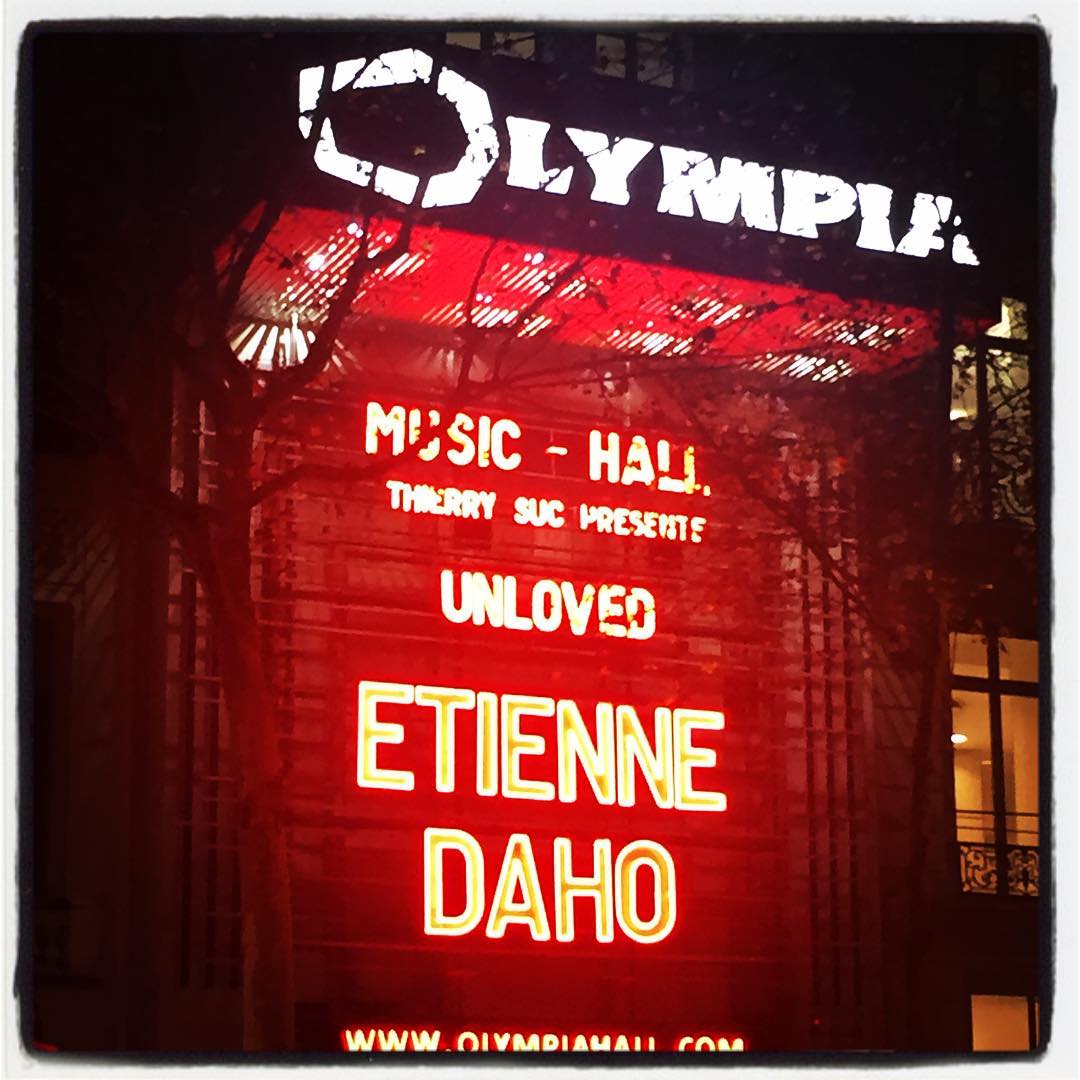 OLYMPIA
MUSIC - HALL
THIERRY SUC PRESENTE
UNLOVED
ETIENNE
DAHO
WWW.OLYMPIAHALL.COM